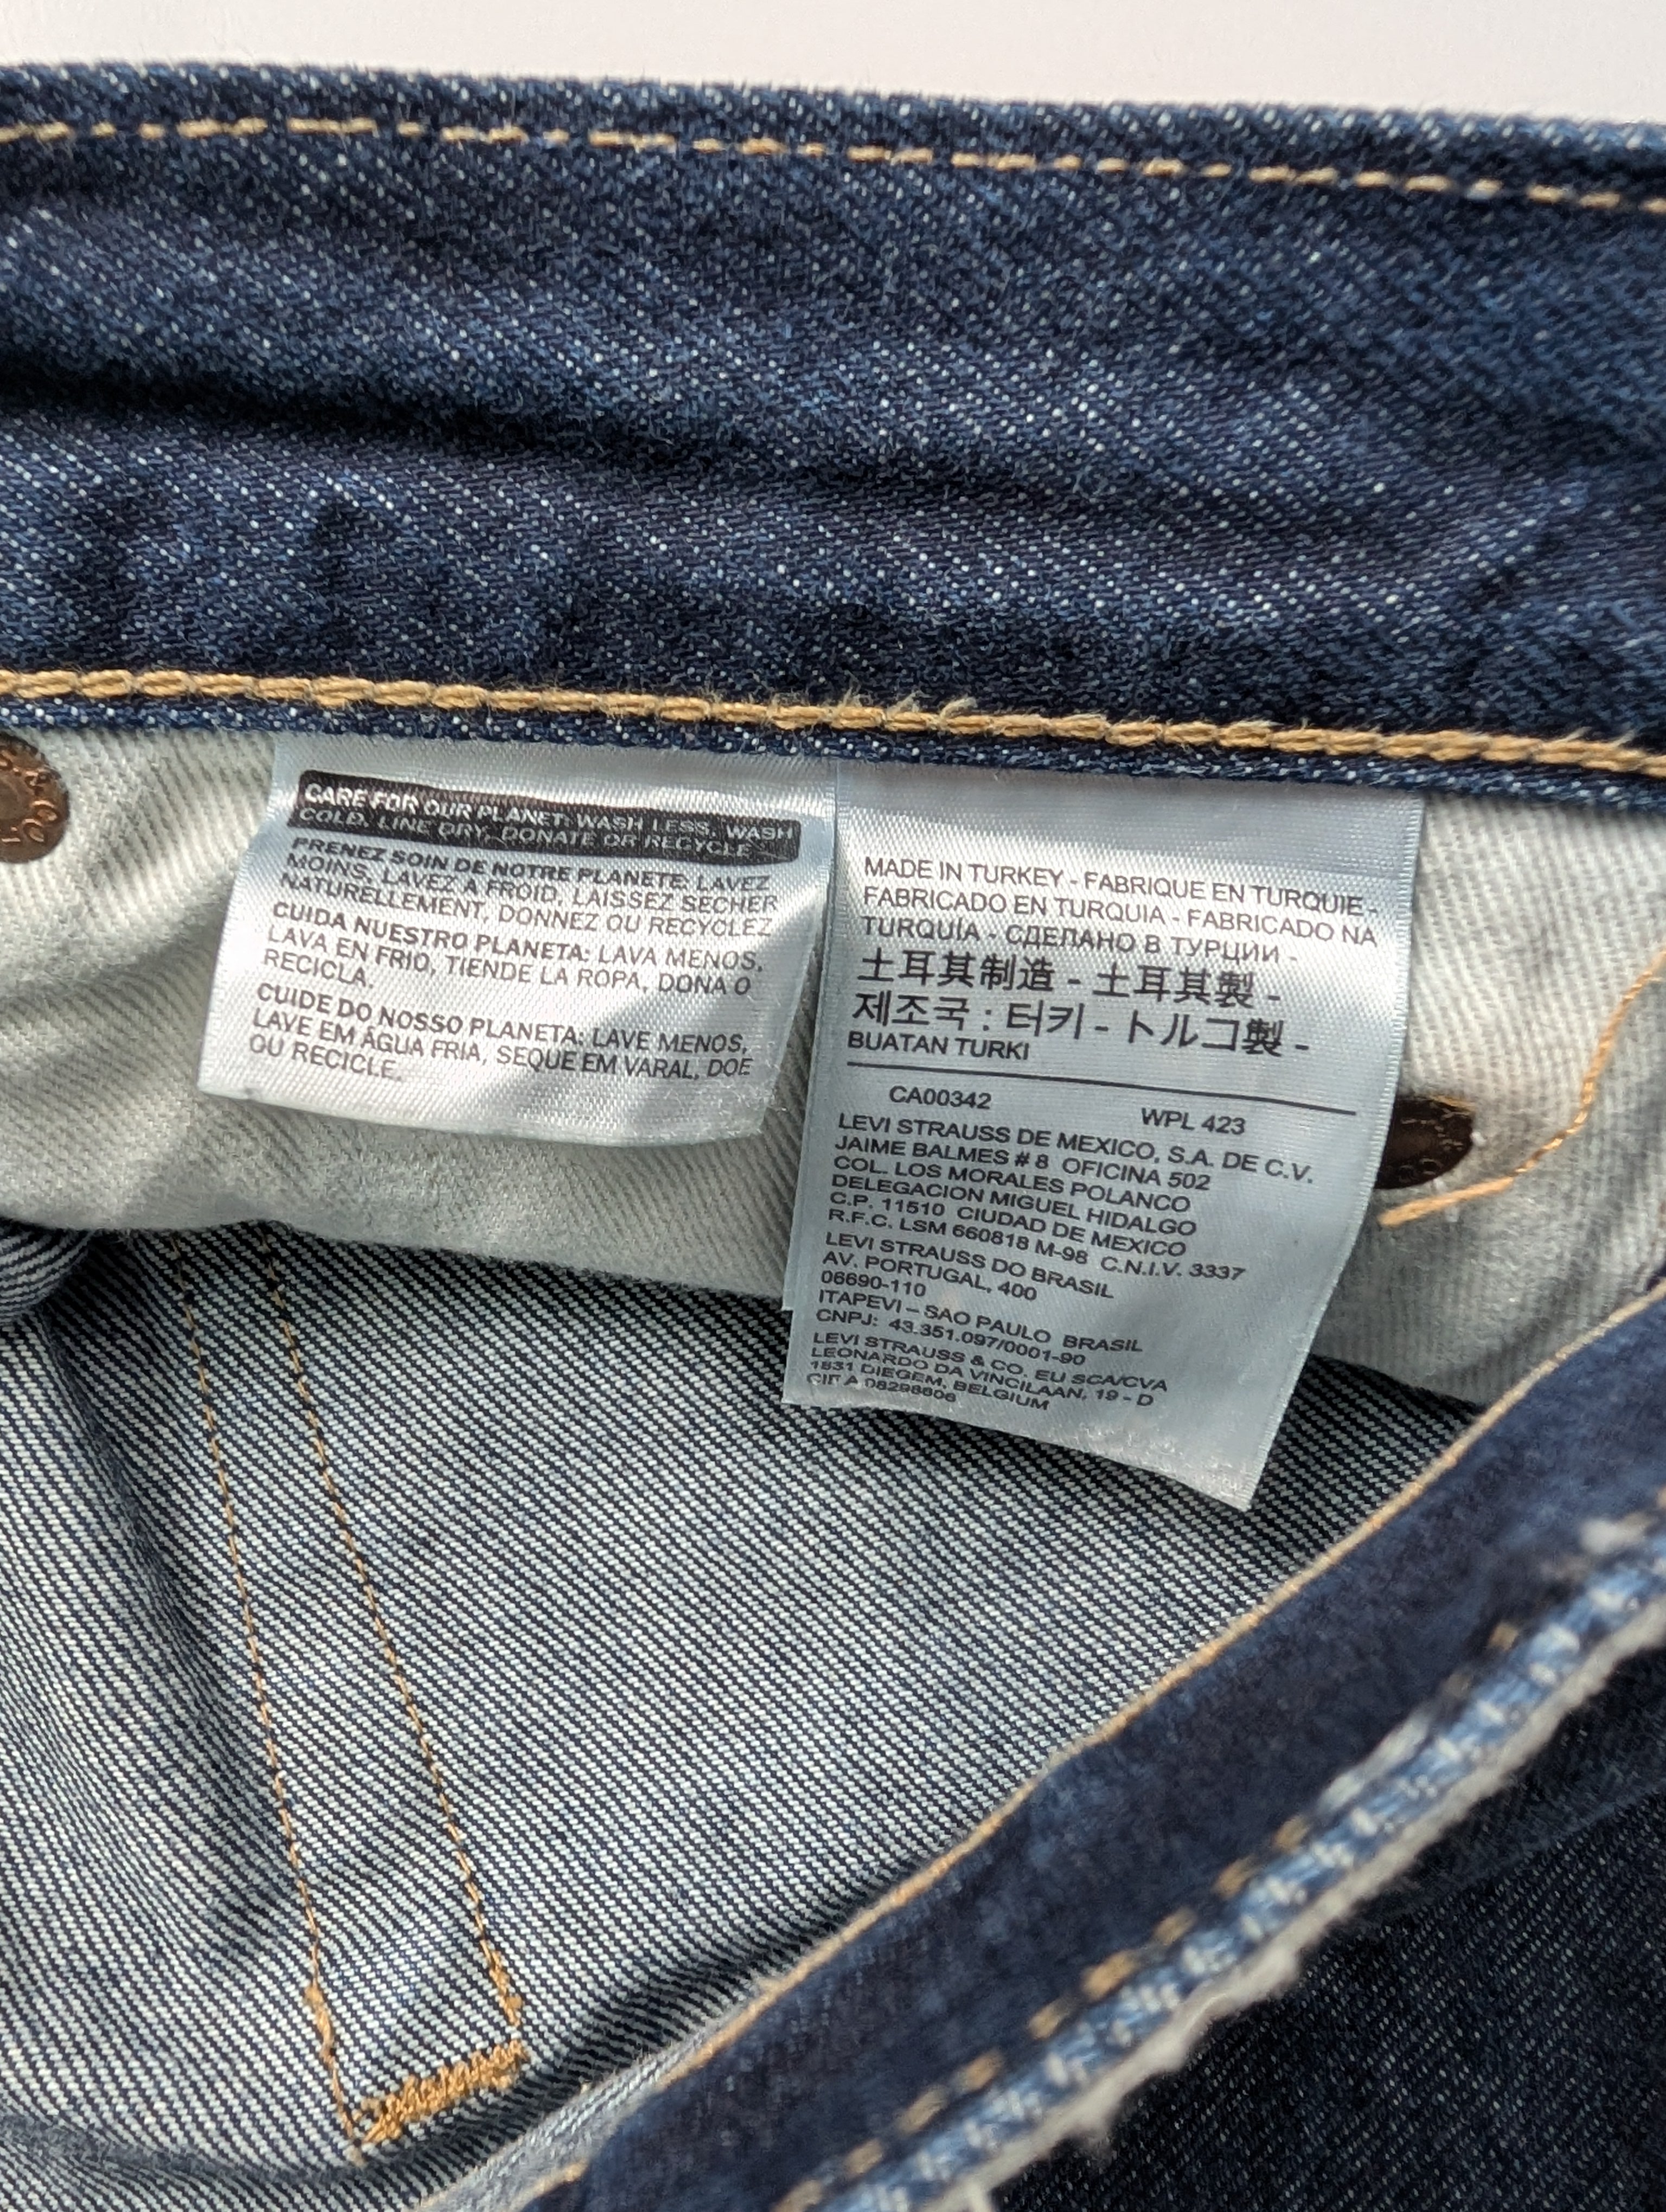 CARE FOR OUR PLANET: WASH LESS, WASH
COLD, LINE DRY, DONATE OR RECYCLE
PRENEZ SOIN DE NOTRE PLANETE: LAVEZ
MOINS, LAVEZ A FROID, LAISSEZ SECHER
NATURELLEMENT, DONNEZ OU RECYCLEZ
CUIDA NUESTRO PLANETA: LAVA MENOS,
LAVA EN FRIO, TIENDE LA ROPA, DONA O
RECICLA.
CUIDE DO NOSSO PLANETA: LAVE MENOS,
LAVE EM ÁGUA FRIA, SEQUE EM VARAL, DOE
OU RECICLE.
MADE IN TURKEY - FABRIQUE EN TURQUIE -
FABRICADO EN TURQUIA - FABRICADO NA
TURQUÍA - СДЕЛАНО В ТУРЦИИ -
土耳其制造 - 土耳其製 -
제조국 : 터키 - トルコ製 -
BUATAN TURKI
CA00342 WPL 423
LEVI STRAUSS DE MEXICO, S.A. DE C.V.
JAIME BALMES # 8 OFICINA 502
COL. LOS MORALES POLANCO
DELEGACION MIGUEL HIDALGO
C.P. 11510 CIUDAD DE MEXICO
R.F.C. LSM 660818 M-98 C.N.I.V. 3337
LEVI STRAUSS DO BRASIL
AV. PORTUGAL, 400
06690-110
ITAPEVI – SAO PAULO BRASIL
CNPJ: 43.351.097/0001-90
LEVI STRAUSS & CO. EU SCA/CVA
LEONARDO DA VINCILAAN, 19 - D
1831 DIEGEM, BELGIUM
CIF A 08298606